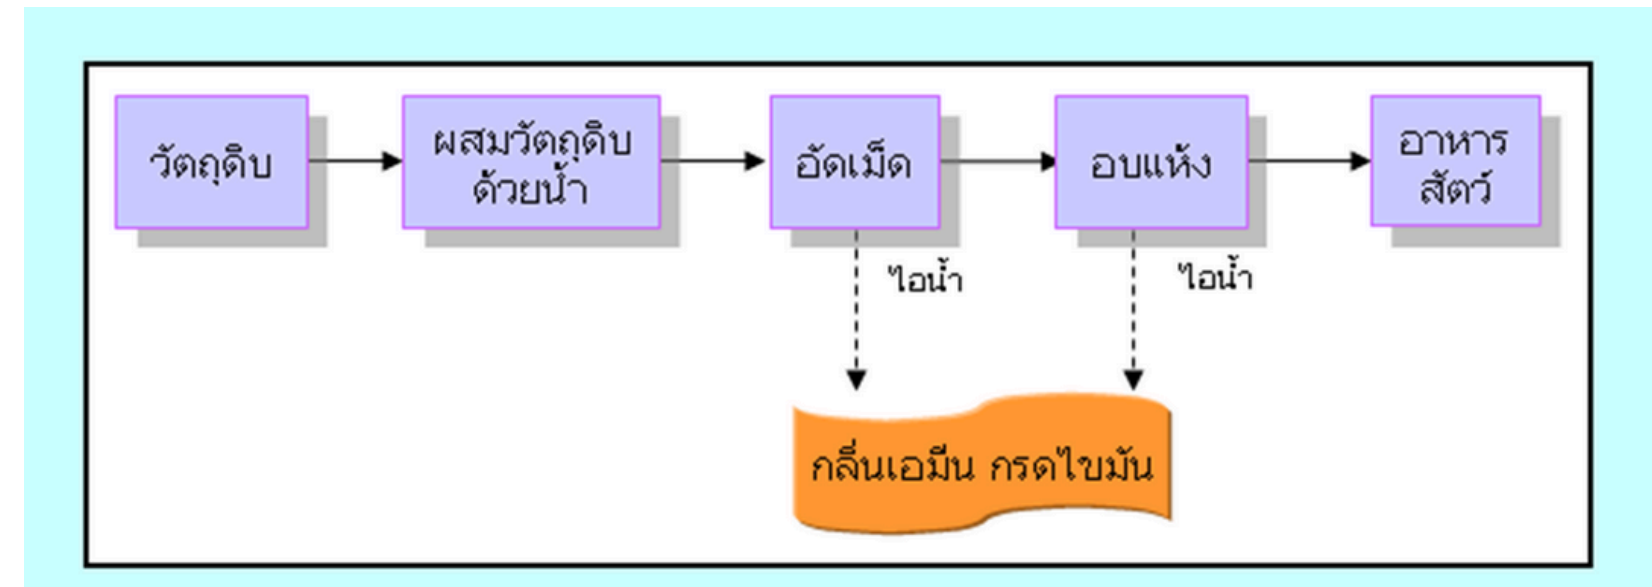 วัตถุดิบ
ผสมวัตถุดิบ
ด้วยน้ำ
อัดเม็ด
อบแห้ง
อาหาร
สัตว์
ไอน้ำ
ไอน้ำ
กลิ่นเอมีน กรดไขมัน